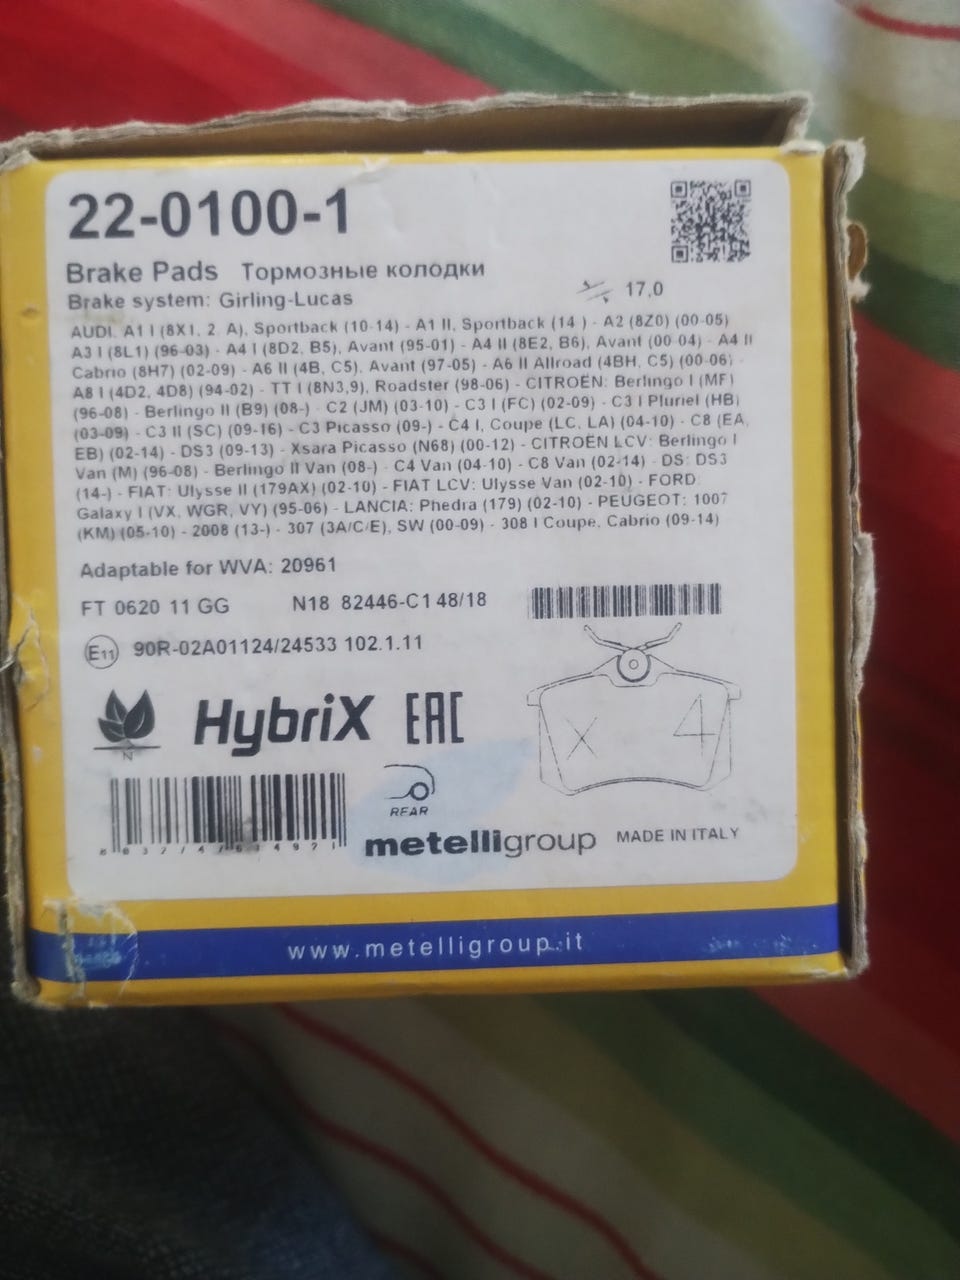 22-0100-1
Brake Pads Тормозные колодки
Brake system: Girling-Lucas
17,0
AUDI. A1 I (8X1, 2. A), Sportback (10-14) - A1 II, Sportback (14 ) - A2 (8Z0) (00-05)
A3 I (8L1) (96-03) - A4 I (8D2, B5), Avant (95-01) - A4 II (8E2, B6), Avant (00-04) - A4 II
Cabrio (8H7) (02-09) - A6 II (4B, C5), Avant (97-05) - A6 II Allroad (4BH, C5) (00-06) -
A8 I (4D2, 4D8) (94-02) - TT I (8N3,9), Roadster (98-06) - CITROËN: Berlingo I (MF)
(96-08) - Berlingo II (B9) (08-) - C2 (JM) (03-10) - C3 I (FC) (02-09) - C3 I Pluriel (HB)
(03-09) - C3 II (SC) (09-16) - C3 Picasso (09-) - C4 I, Coupe (LC, LA) (04-10) - C8 (EA,
EB) (02-14) - DS3 (09-13) - Xsara Picasso (N68) (00-12) - CITROËN LCV: Berlingo I
Van (M) (96-08) - Berlingo II Van (08-) - C4 Van (04-10) - C8 Van (02-14) - DS: DS3
(14-) - FIAT: Ulysse II (179AX) (02-10) - FIAT LCV: Ulysse Van (02-10) - FORD:
Galaxy I (VX, WGR, VY) (95-06) - LANCIA: Phedra (179) (02-10) - PEUGEOT: 1007
(KM) (05-10) - 2008 (13-) - 307 (3A/C/E), SW (00-09) - 308 I Coupe, Cabrio (09-14)
Adaptable for WVA: 20961
FT 0620 11 GG N18 82446-C1 48/18
E11 90R-02A01124/24533 102.1.11
HybriX EAC
N
X 4
REAR
metelligroup MADE IN ITALY
www.metelligroup.it